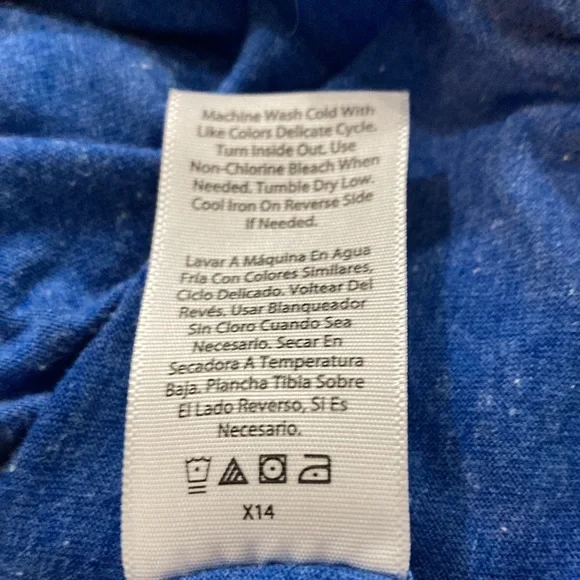 Machine Wash Cold With
Like Colors Delicate Cycle.
Turn Inside Out. Use
Non-Chlorine Bleach When
Needed. Tumble Dry Low.
Cool Iron On Reverse Side
If Needed.
Lavar A Máquina En Agua
Fría Con Colores Similares,
Ciclo Delicado. Voltear Del
Revés. Usar Blanqueador
Sin Cloro Cuando Sea
Necesario. Secar En
Secadora A Temperatura
Baja. Plancha Tibia Sobre
El Lado Reverso, Si Es
Necesario.
X14